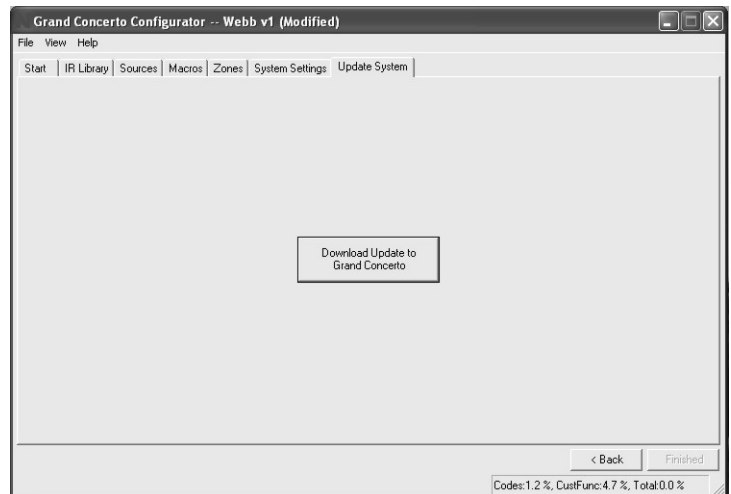 Grand Concerto Configurator -- Webb v1 (Modified)
File View Help
Start IR Library Sources Macros Zones System Settings Update System
Download Update to
Grand Concerto
< Back Finished
Codes:1.2 %, CustFunc:4.7 %, Total:0.0 %